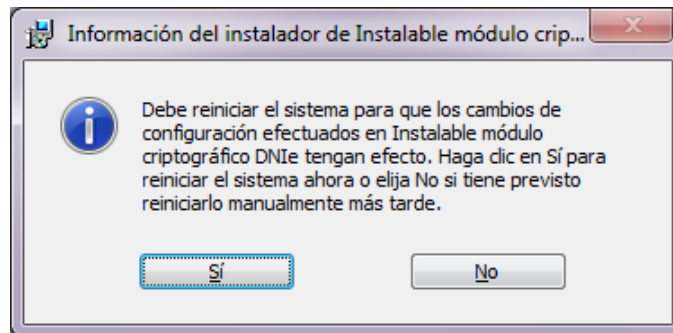 Información del instalador de Instalable módulo crip...
Debe reiniciar el sistema para que los cambios de
configuración efectuados en Instalable módulo
criptográfico DNIe tengan efecto. Haga clic en Sí para
reiniciar el sistema ahora o elija No si tiene previsto
reiniciarlo manualmente más tarde.
Sí
No